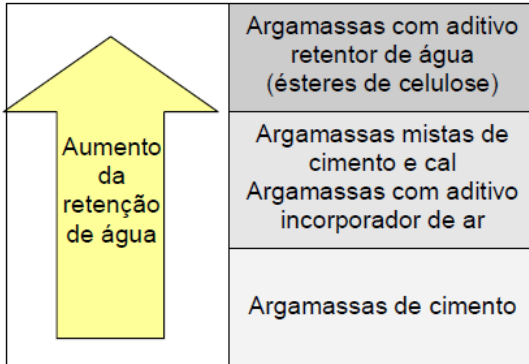 Aumento
da
retenção
de água
Argamassas com aditivo
retentor de água
(ésteres de celulose)
Argamassas mistas de
cimento e cal
Argamassas com aditivo
incorporador de ar
Argamassas de cimento